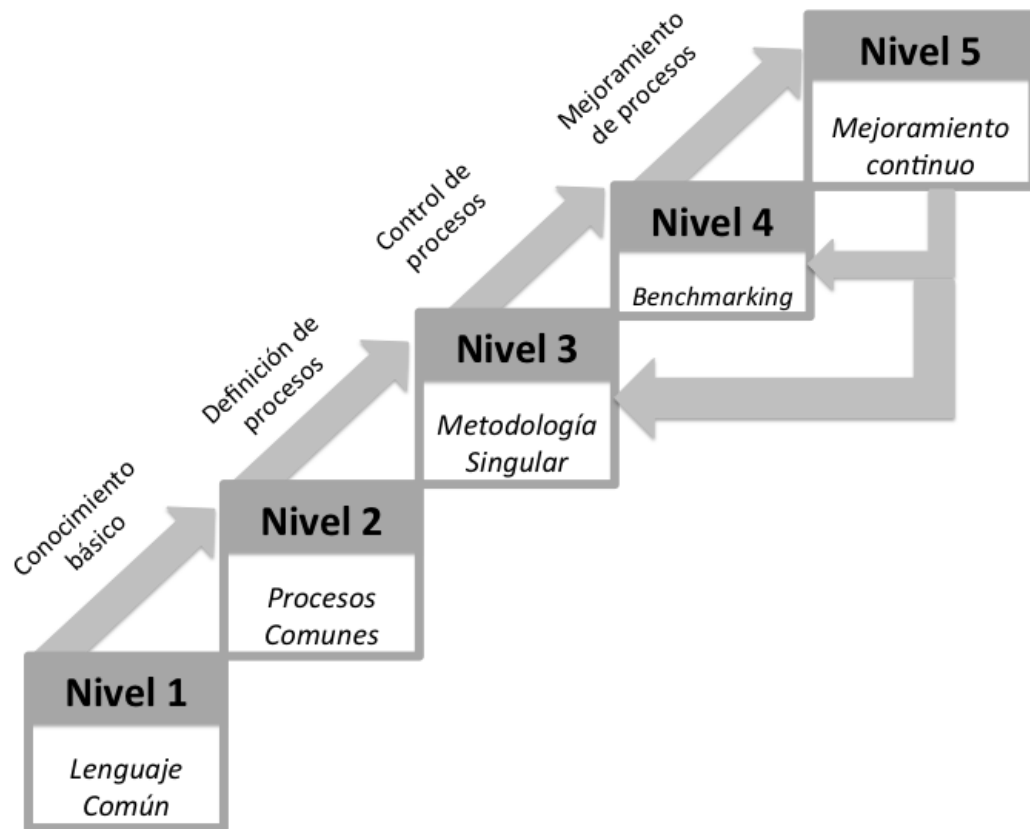 Nivel 5
Mejoramiento
continuo
Mejoramiento
de procesos
Nivel 4
Benchmarking
Control de
procesos
Nivel 3
Metodología
Singular
Definición de
procesos
Nivel 2
Procesos
Comunes
Conocimiento
básico
Nivel 1
Lenguaje
Común